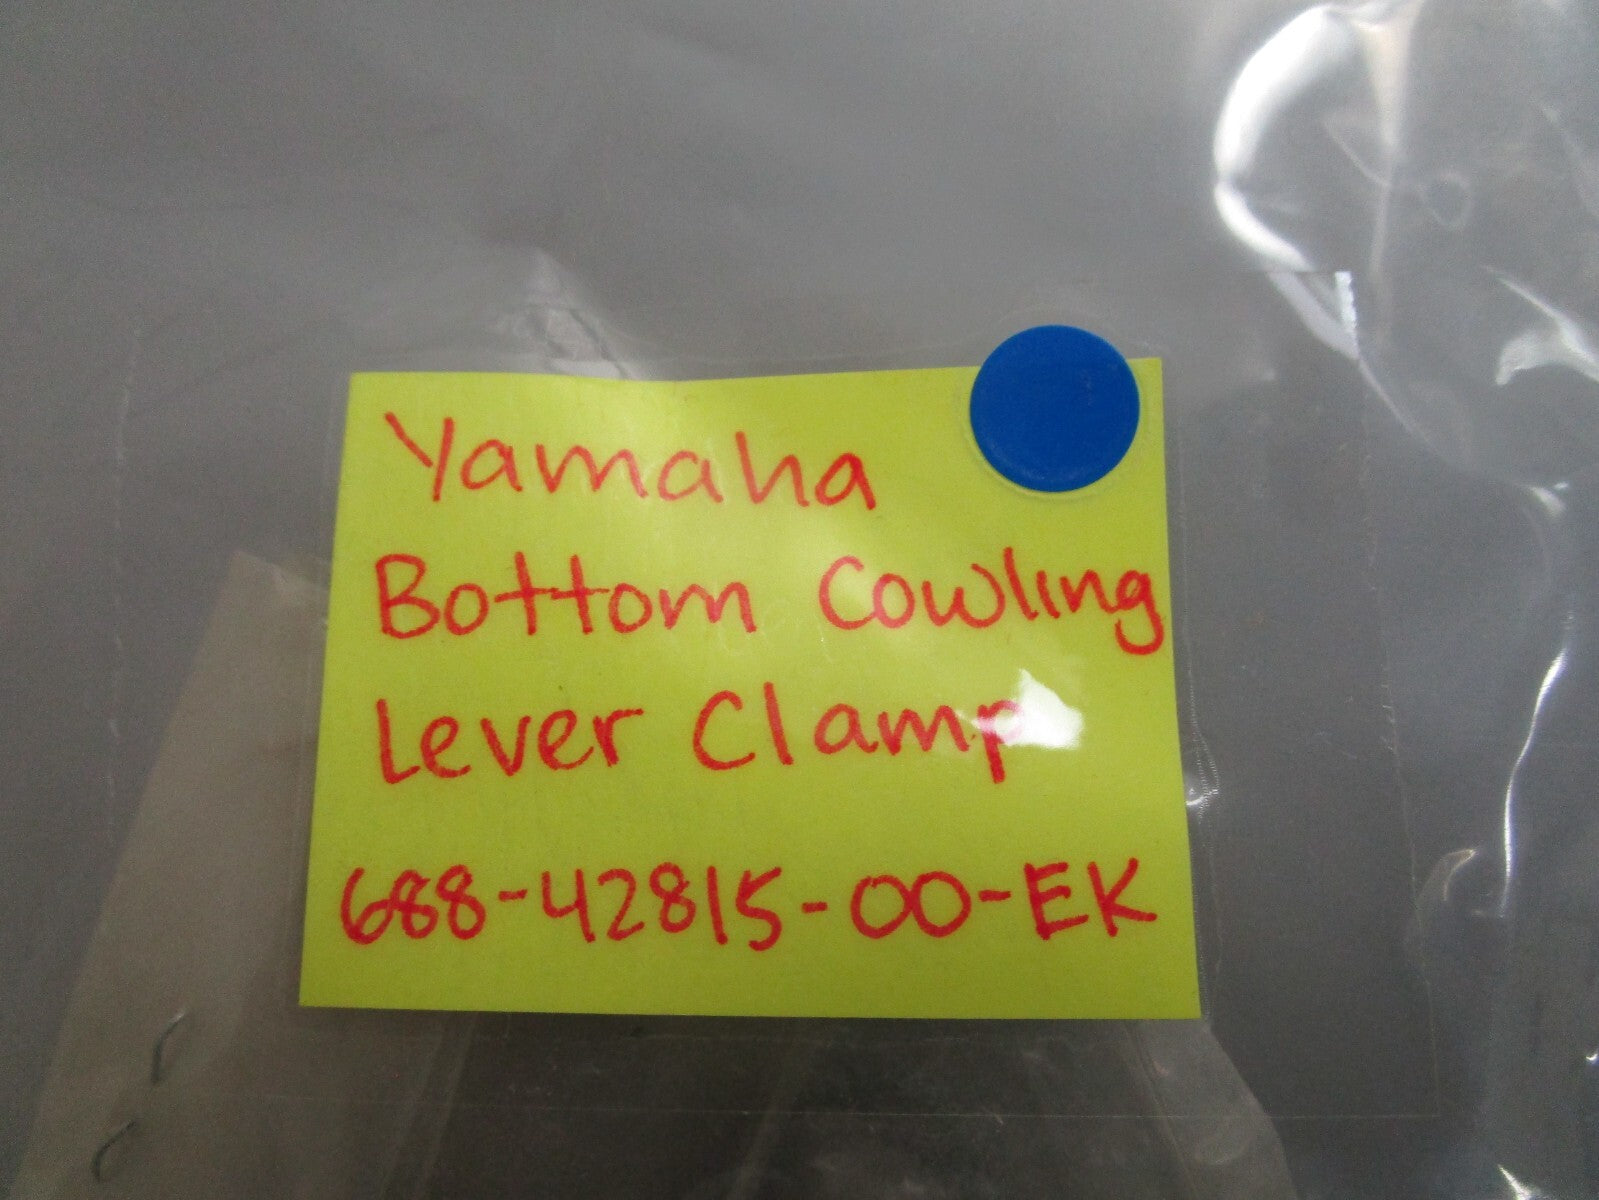 Yamaha
Bottom Cowling
Lever Clamp
688-42815-00-EK